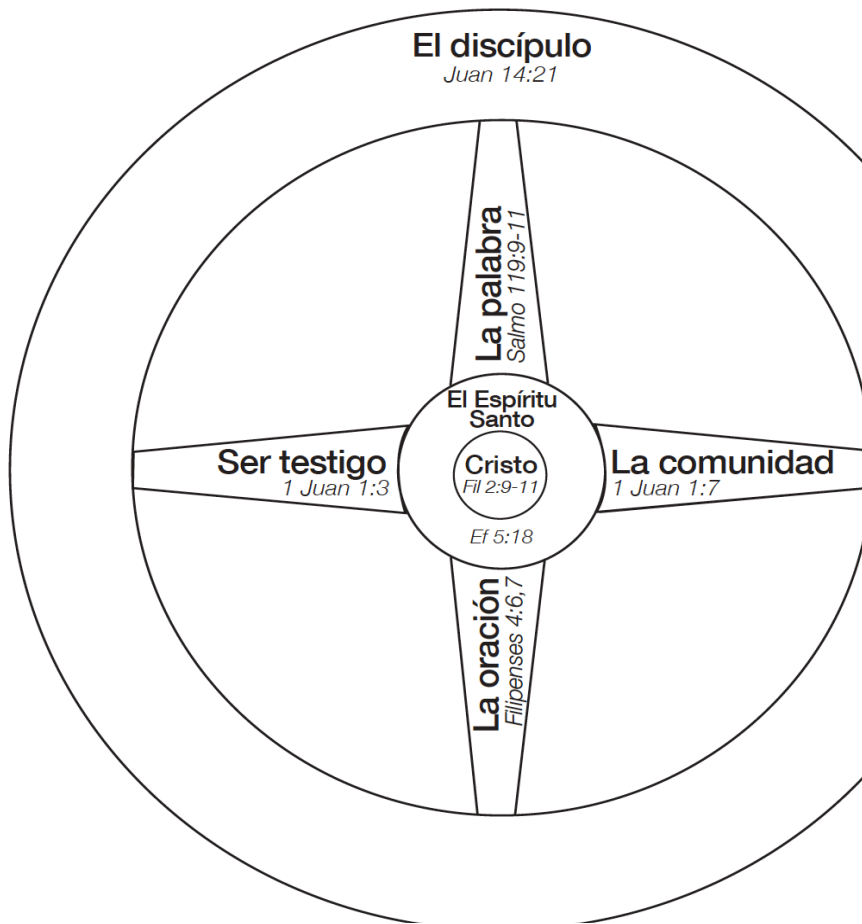 El discípulo
Juan 14:21
La palabra
Salmo 119:9-11
El Espíritu
Santo
Ser testigo
1 Juan 1:3
Cristo
Fil 2:9-11
La comunidad
1 Juan 1:7
Ef 5:18
La oración
Filipenses 4:6,7